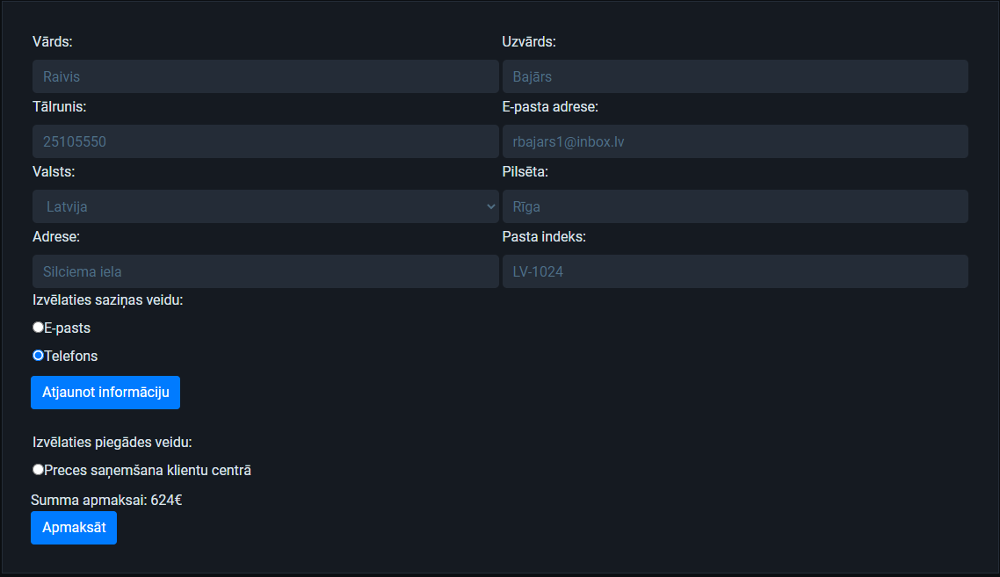 Vārds:
Uzvārds:
Raivis
Bajārs
Tālrunis:
E-pasta adrese:
25105550
rbajars1@inbox.lv
Valsts:
Pilsēta:
Latvija
Rīga
Adrese:
Pasta indeks:
Silciema iela
LV-1024
Izvēlaties saziņas veidu:
E-pasts
Telefons
Atjaunot informāciju
Izvēlaties piegādes veidu:
Preces saņemšana klientu centrā
Summa apmaksai: 624€
Apmaksāt